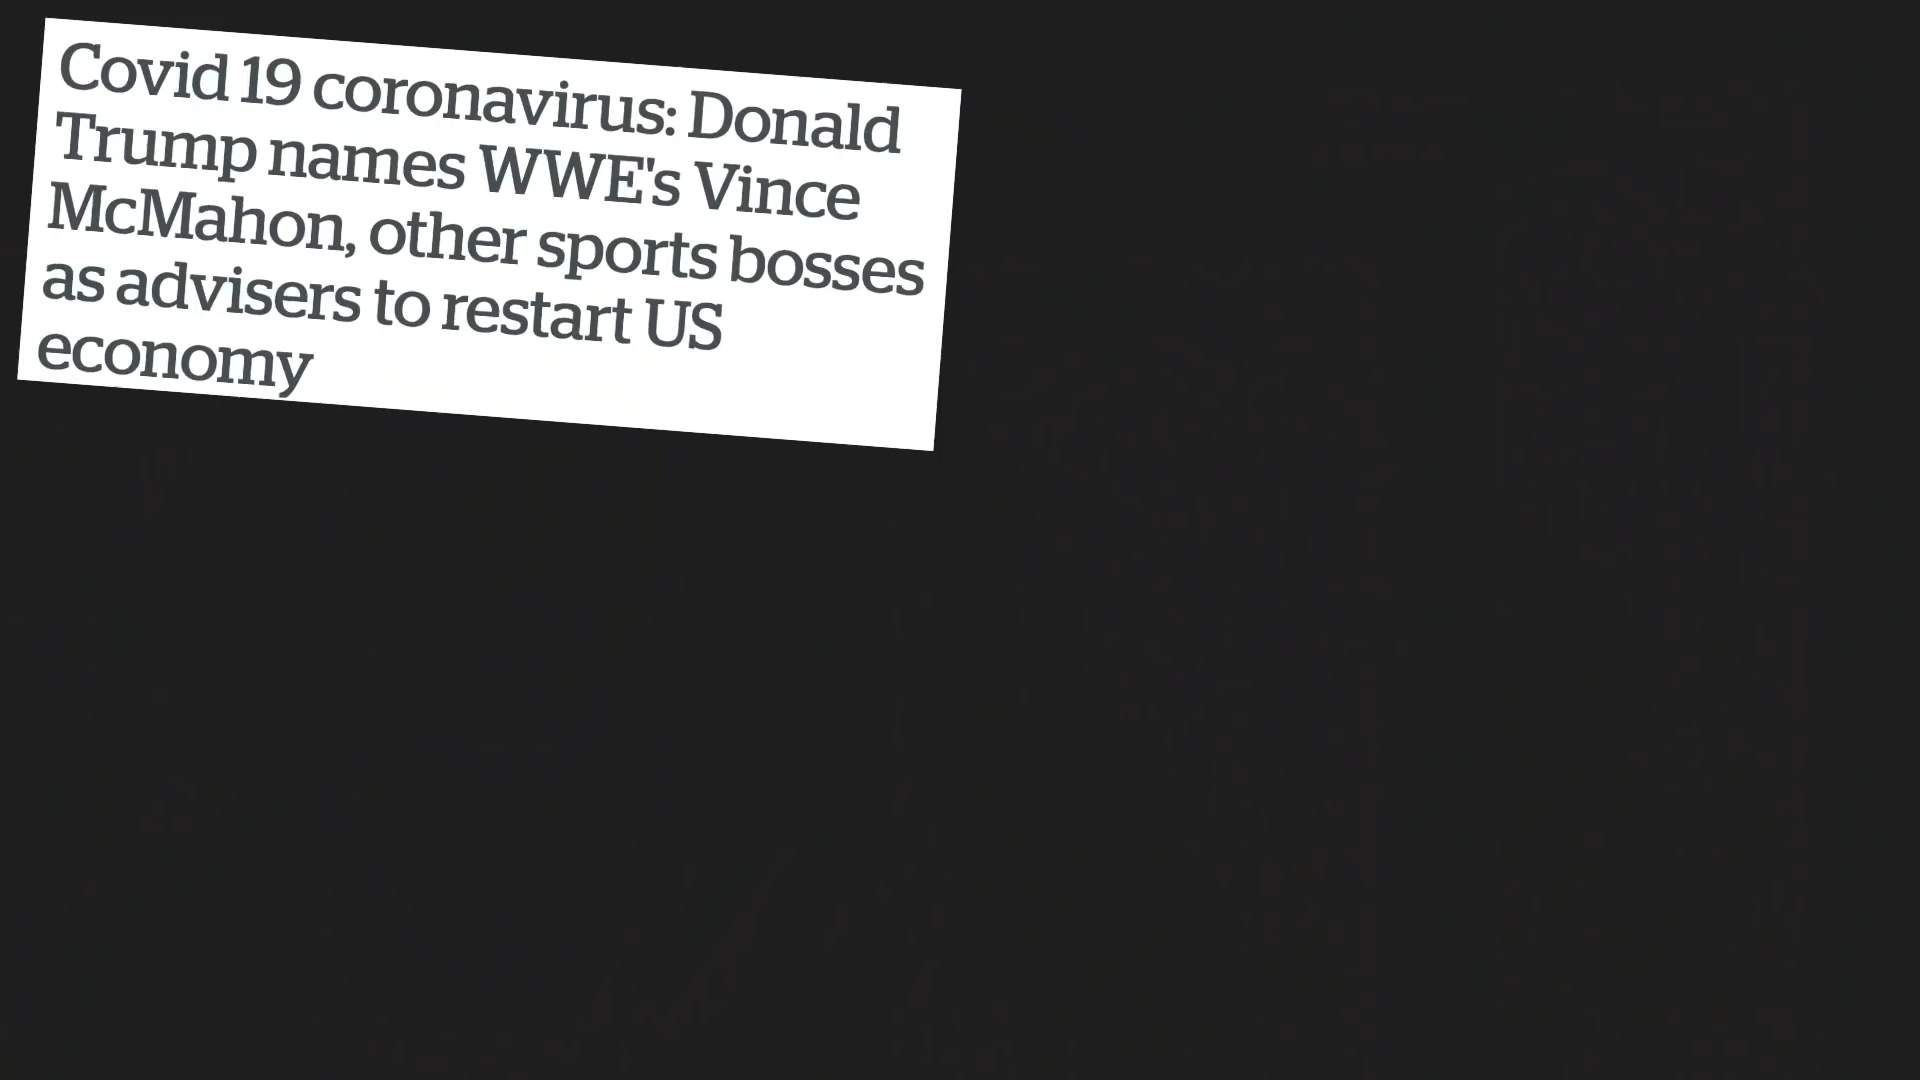 Covid 19 coronavirus: Donald
Trump names WWE's Vince
McMahon, other sports bosses
as advisers to restart US
economy